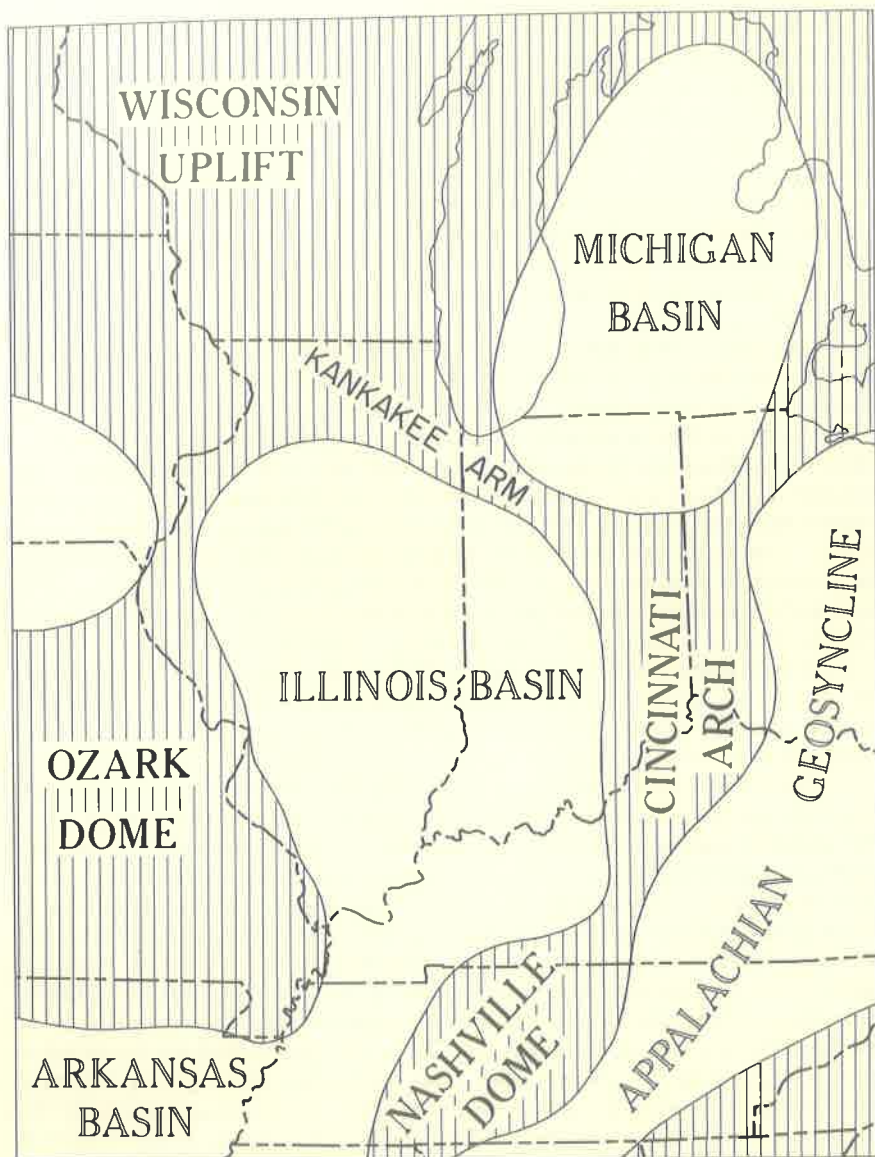 WISCONSIN
UPLIFT
MICHIGAN
BASIN
KANKAKEE ARM
ILLINOIS BASIN
CINCINNATI
ARCH
GEOSYNCLINE
OZARK
DOME
APPALACHIAN
NASHVILLE
DOME
ARKANSAS
BASIN